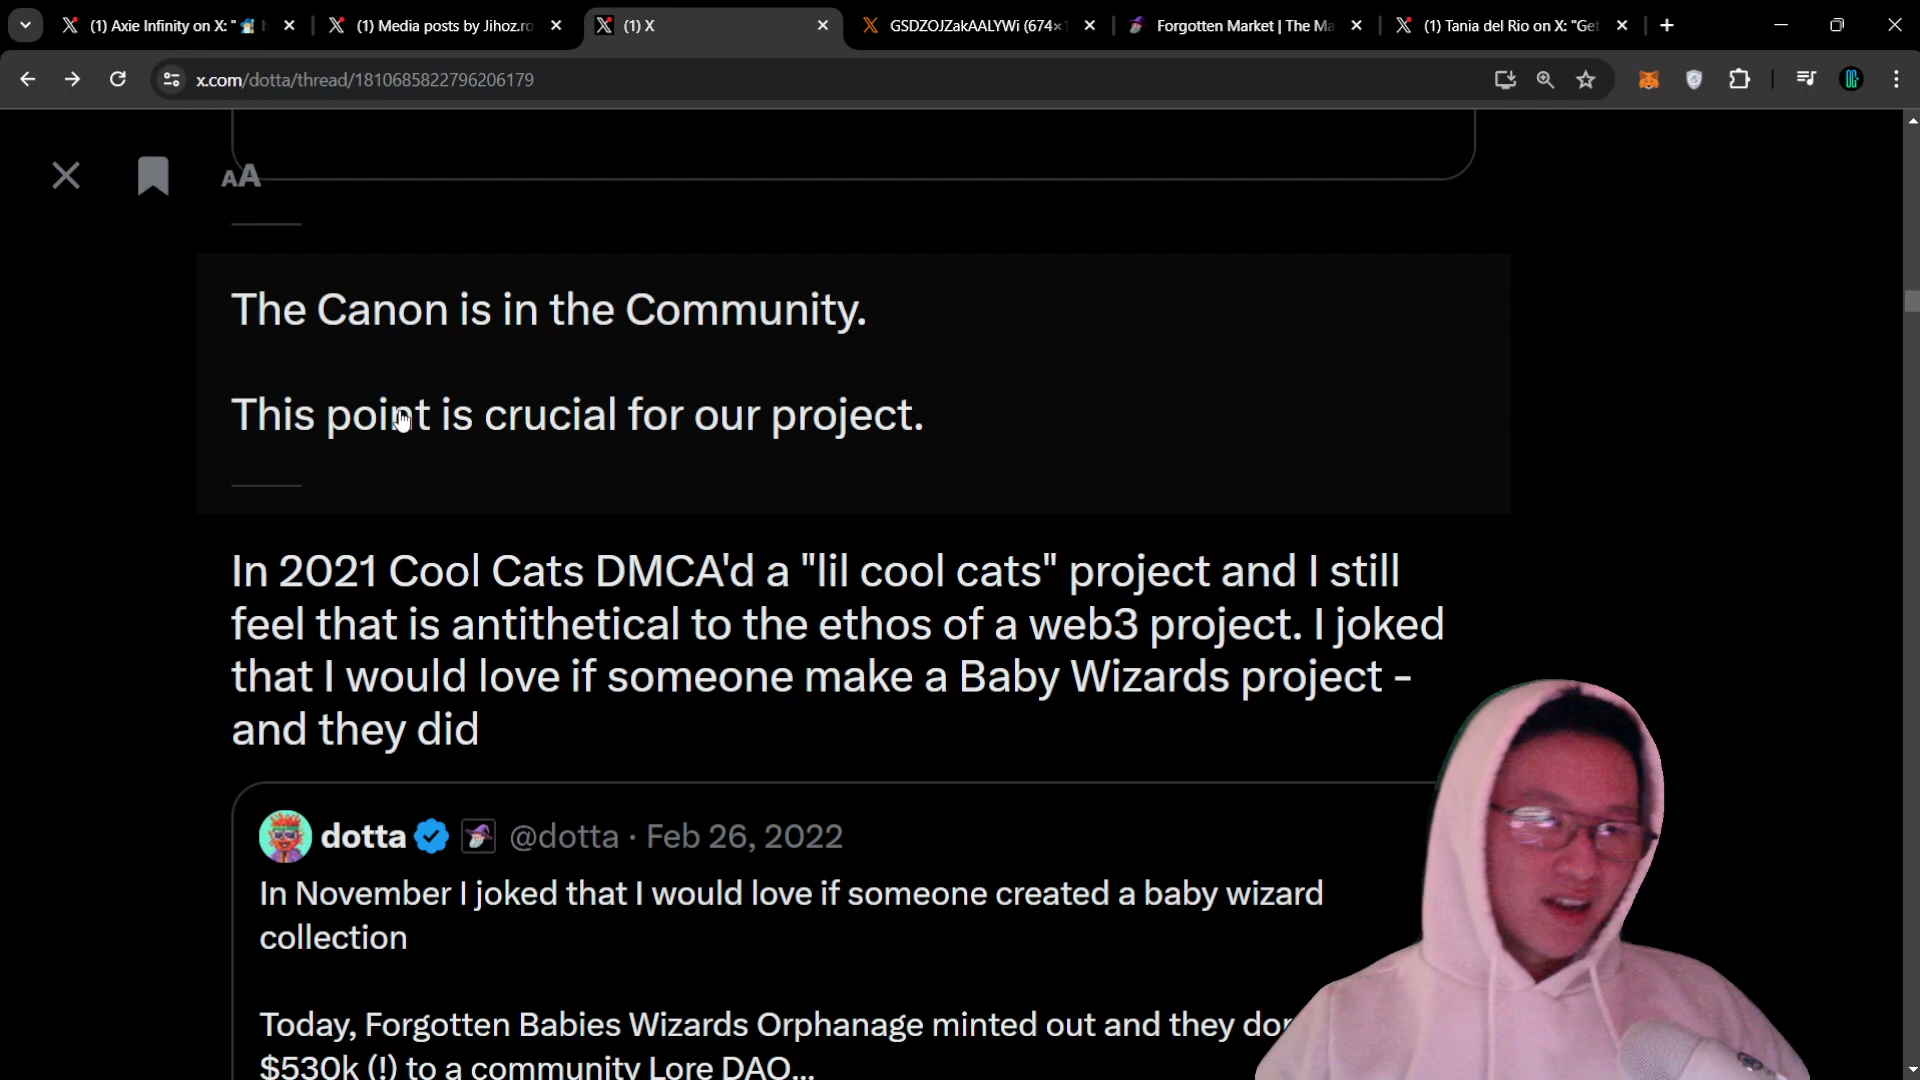 (1) Axie Infinity on X: "
(1) Media posts by Jihoz.ro
(1) X
GSDZOJZakAALYWi (674×1
Forgotten Market | The Ma
(1) Tania del Rio on X: "Get
x.com/dotta/thread/1810685822796206179
AA
The Canon is in the Community.
This point is crucial for our project.
In 2021 Cool Cats DMCA'd a "lil cool cats" project and I still
feel that is antithetical to the ethos of a web3 project. I joked
that I would love if someone make a Baby Wizards project -
and they did
dotta @dotta · Feb 26, 2022
In November I joked that I would love if someone created a baby wizard
collection
Today, Forgotten Babies Wizards Orphanage minted out and they
$530k (!) to a community Lore DAO...